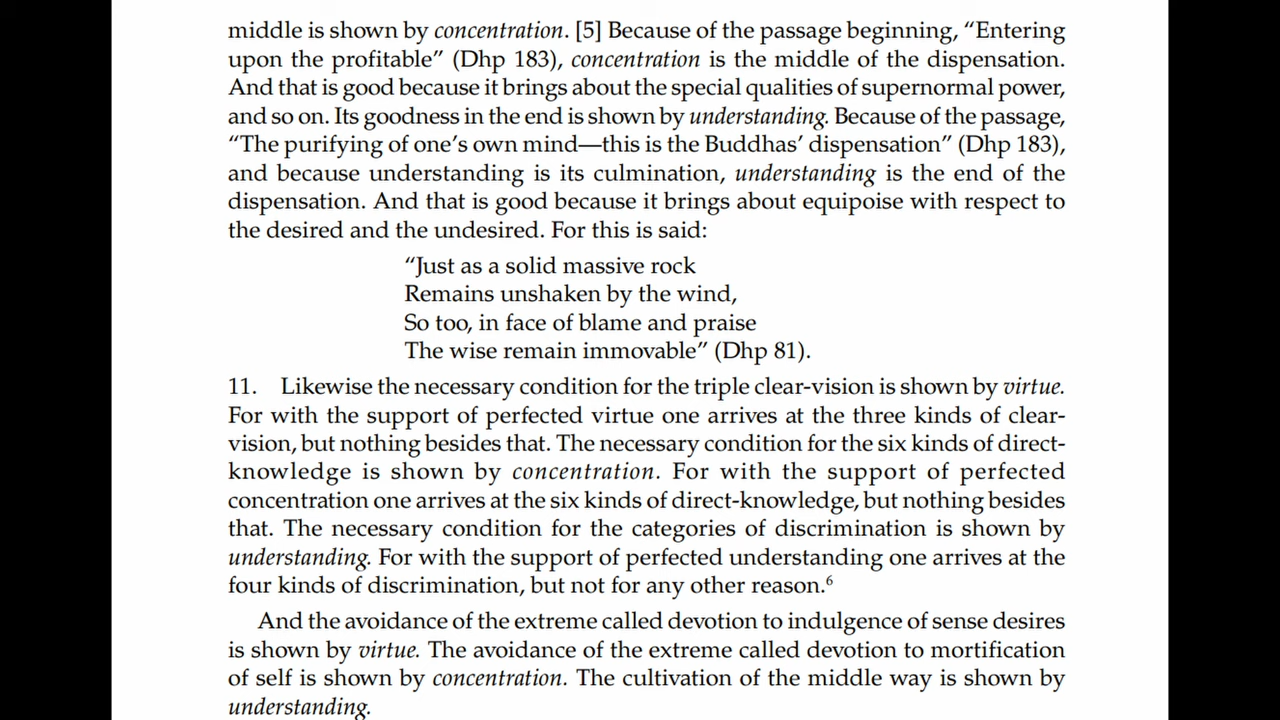 middle is shown by concentration. [5] Because of the passage beginning, “Entering
upon the profitable” (Dhp 183), concentration is the middle of the dispensation.
And that is good because it brings about the special qualities of supernormal power,
and so on. Its goodness in the end is shown by understanding. Because of the passage,
“The purifying of one’s own mind—this is the Buddhas’ dispensation” (Dhp 183),
and because understanding is its culmination, understanding is the end of the
dispensation. And that is good because it brings about equipoise with respect to
the desired and the undesired. For this is said:
“Just as a solid massive rock
Remains unshaken by the wind,
So too, in face of blame and praise
The wise remain immovable” (Dhp 81).
11. Likewise the necessary condition for the triple clear-vision is shown by virtue.
For with the support of perfected virtue one arrives at the three kinds of clear-
vision, but nothing besides that. The necessary condition for the six kinds of direct-
knowledge is shown by concentration. For with the support of perfected
concentration one arrives at the six kinds of direct-knowledge, but nothing besides
that. The necessary condition for the categories of discrimination is shown by
understanding. For with the support of perfected understanding one arrives at the
four kinds of discrimination, but not for any other reason.⁶
And the avoidance of the extreme called devotion to indulgence of sense desires
is shown by virtue. The avoidance of the extreme called devotion to mortification
of self is shown by concentration. The cultivation of the middle way is shown by
understanding.